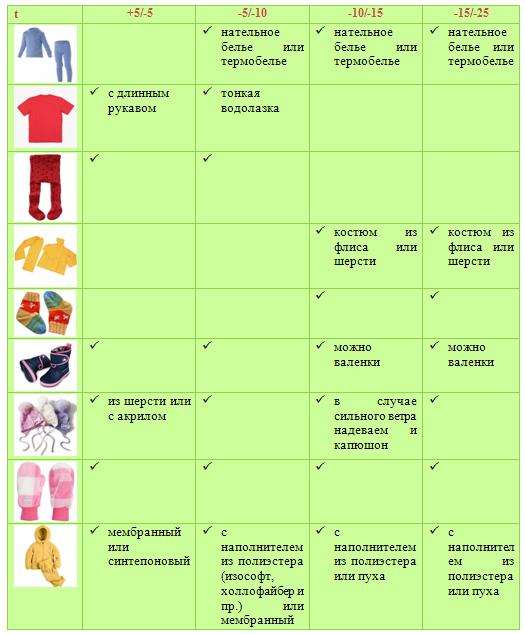 t +5/-5 -5/-10 -10/-15 -15/-25
✓ нательное белье или термобелье
✓ нательное белье или термобелье
✓ нательное белье или термобелье
✓ с длинным рукавом
✓ тонкая водолазка
✓
✓
✓ костюм из флиса или шерсти
✓ костюм из флиса или шерсти
✓
✓
✓
✓
✓ можно валенки
✓ можно валенки
✓ из шерсти или с акрилом
✓
✓ в случае сильного ветра надеваем и капюшон
✓
✓
✓
✓
✓
✓ мембранный или синтепоновый
✓ с наполнителем из полиэстера (изософт, холлофайбер и пр.) или мембранный
✓ с наполнителем из полиэстера или пуха
✓ с наполнителем из полиэстера или пуха